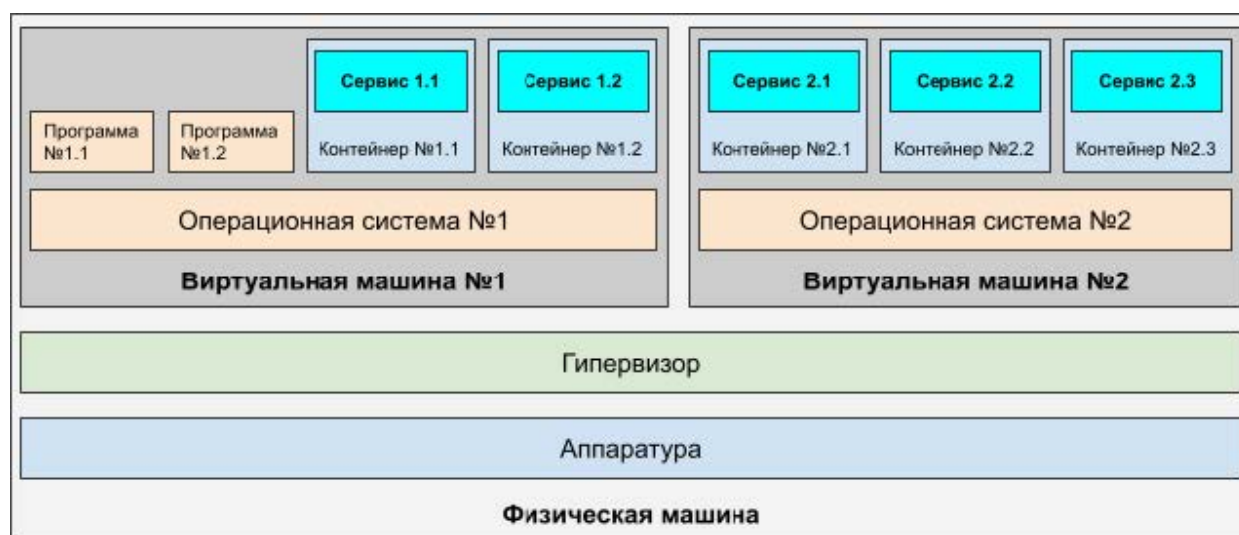 Сервис 1.1
Сервис 1.2
Сервис 2.1
Сервис 2.2
Сервис 2.3
Программа
№1.1
Программа
№1.2
Контейнер №1.1
Контейнер №1.2
Контейнер №2.1
Контейнер №2.2
Контейнер №2.3
Операционная система №1
Операционная система №2
Виртуальная машина №1
Виртуальная машина №2
Гипервизор
Аппаратура
Физическая машина